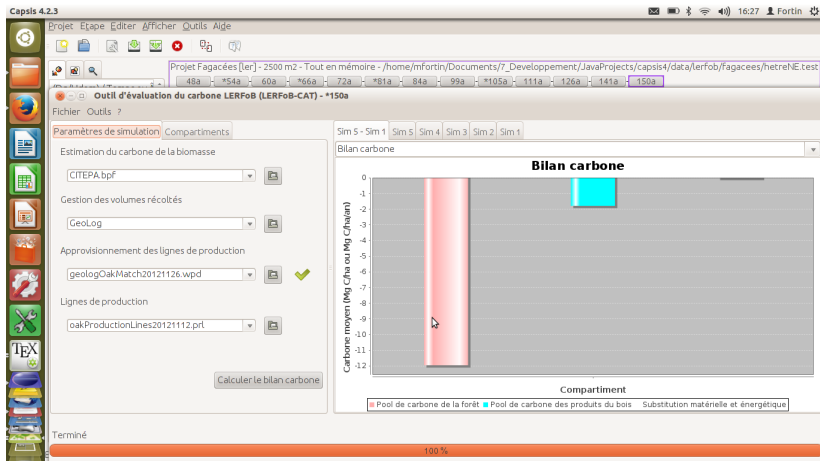 Capsis 4.2.3
16:27
Fortin
Projet Etape Editer Afficher Outils Aide
Projet Fagacées [ler] - 2500 m2 - Tout en mémoire - /home/mfortin/Documents/7_Developpement/JavaProjects/capsis4/data/lerfob/fagacees/hetreNE.test
48a *54a 60a *66a 72a *81a 84a 99a *105a 111a 126a 141a 150a
Outil d'évaluation du carbone LERFoB (LERFoB-CAT) - *150a
Fichier Outils ?
Paramètres de simulation Compartiments
Sim 5 - Sim 1 Sim 5 Sim 4 Sim 3 Sim 2 Sim 1
Estimation du carbone de la biomasse
Bilan carbone
Bilan carbone
CITEPA.bpf
Gestion des volumes récoltés
GeoLog
Approvisionnement des lignes de production
geologOakMatch20121126.wpd
Lignes de production
oakProductionLines20121112.prl
Calculer le bilan carbone
Carbone moyen (Mg C/ha ou Mg C/ha/an)
0
-1
-2
-3
-4
-5
-6
-7
-8
-9
-10
-11
-12
Compartiment
Pool de carbone de la forêt Pool de carbone des produits du bois Substitution matérielle et énergétique
Terminé
100 %
TEX